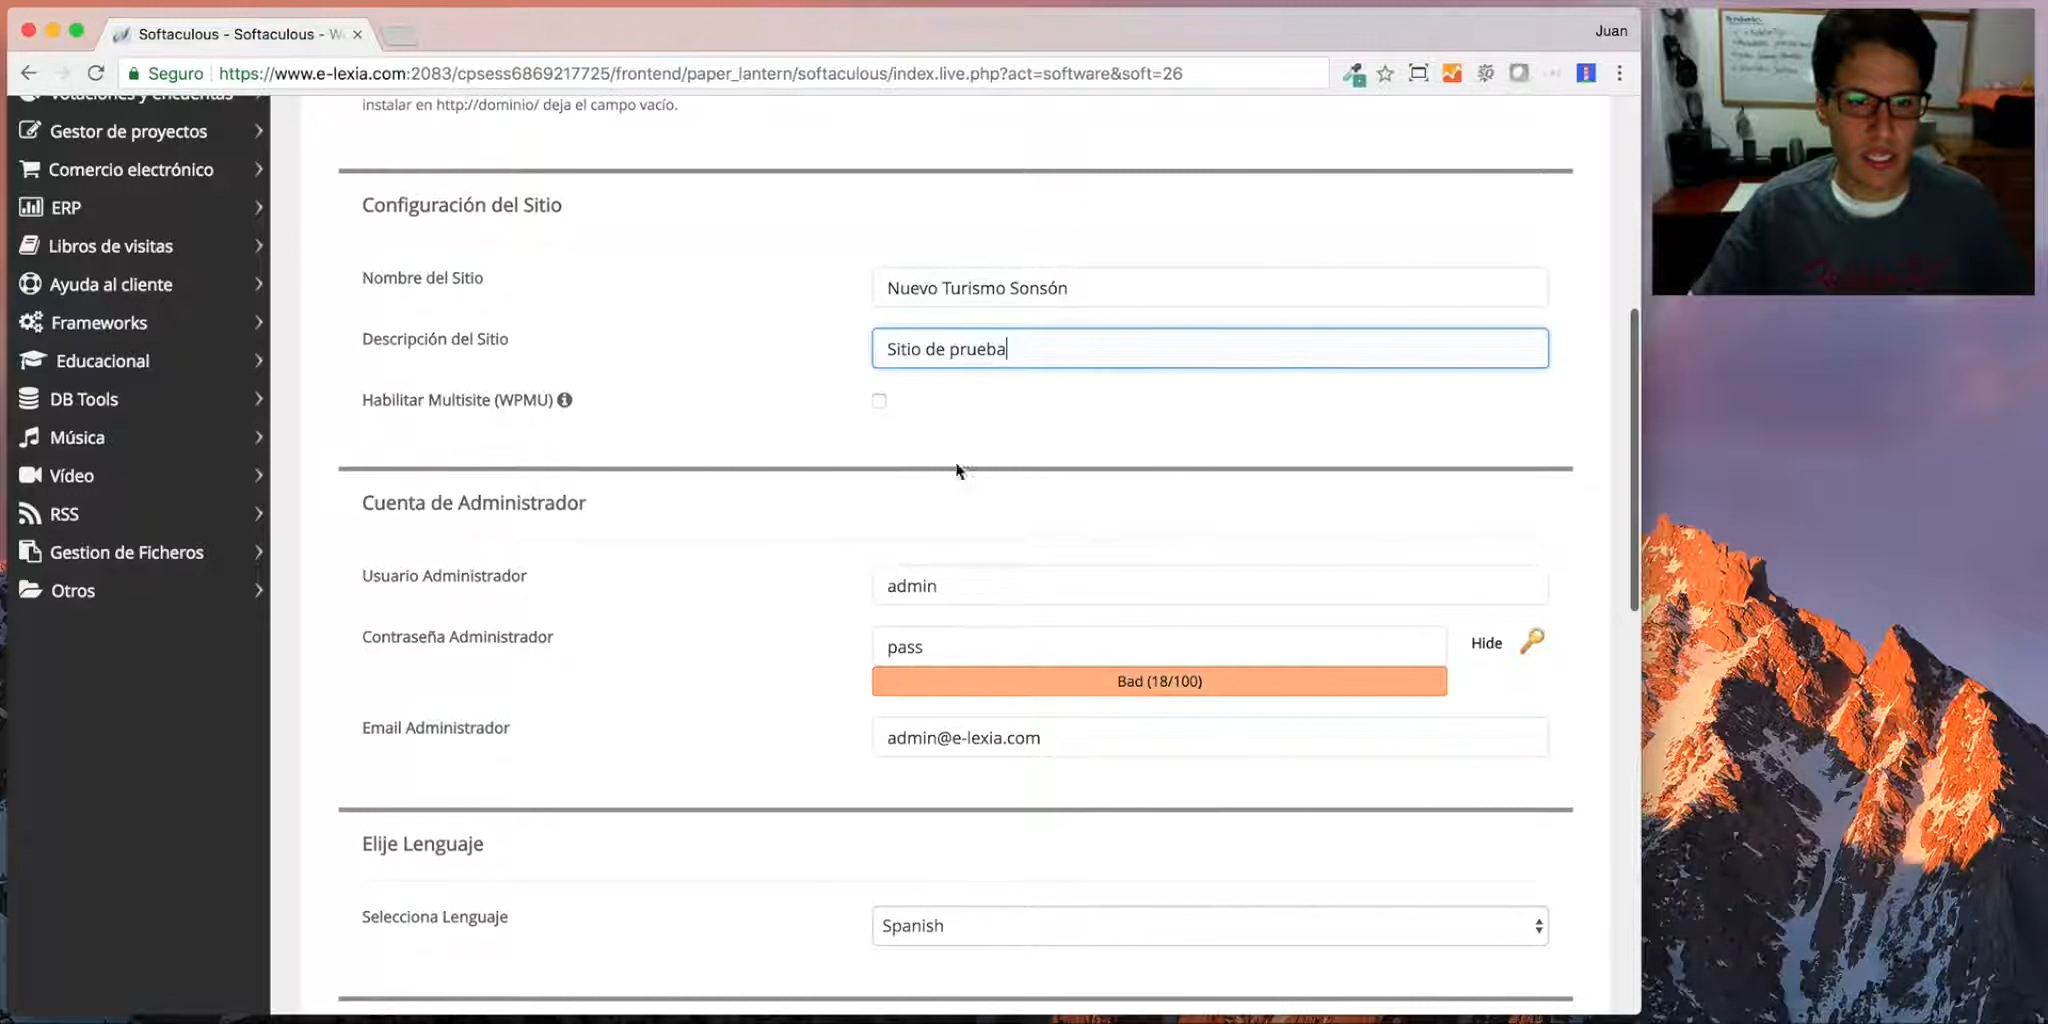 Softaculous - Softaculous - W
Juan
Seguro
https://www.e-lexia.com:2083/cpsess6869217725/frontend/paper_lantern/softaculous/index.live.php?act=software&soft=26
Votaciones y encuestas
Gestor de proyectos
Comercio electrónico
ERP
Libros de visitas
Ayuda al cliente
Frameworks
Educacional
DB Tools
Música
Vídeo
RSS
Gestion de Ficheros
Otros
instalar en http://dominio/ deja el campo vacío.
Configuración del Sitio
Nombre del Sitio
Nuevo Turismo Sonsón
Descripción del Sitio
Sitio de prueba
Habilitar Multisite (WPMU)
Cuenta de Administrador
Usuario Administrador
admin
Contraseña Administrador
pass
Hide
Bad (18/100)
Email Administrador
admin@e-lexia.com
Elije Lenguaje
Selecciona Lenguaje
Spanish